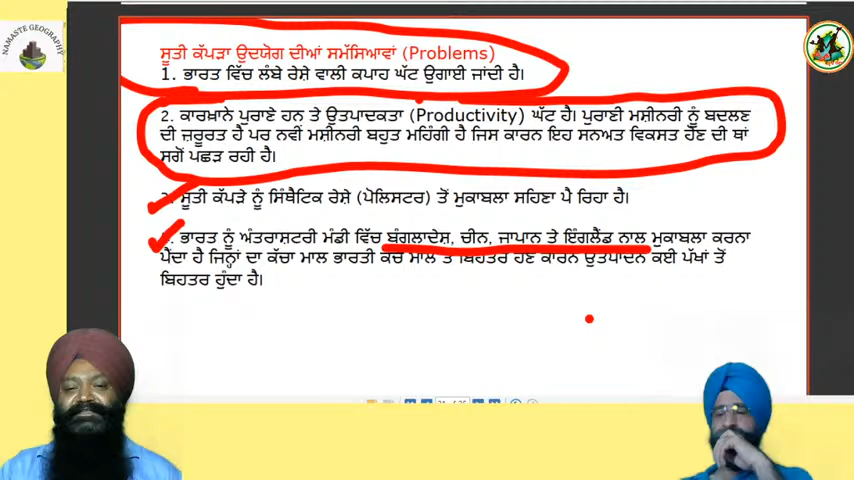 NAMASTE GEOGRAPHY
ਸੂਤੀ ਕੱਪੜਾ ਉਦਯੋਗ ਦੀਆਂ ਸਮੱਸਿਆਵਾਂ (Problems)
1. ਭਾਰਤ ਵਿੱਚ ਲੰਬੇ ਰੇਸ਼ੇ ਵਾਲੀ ਕਪਾਹ ਘੱਟ ਉਗਾਈ ਜਾਂਦੀ ਹੈ।
2. ਕਾਰਖ਼ਾਨੇ ਪੁਰਾਣੇ ਹਨ ਤੇ ਉਤਪਾਦਕਤਾ (Productivity) ਘੱਟ ਹੈ। ਪੁਰਾਣੀ ਮਸ਼ੀਨਰੀ ਨੂੰ ਬਦਲਣ
ਦੀ ਜ਼ਰੂਰਤ ਹੈ ਪਰ ਨਵੀਂ ਮਸ਼ੀਨਰੀ ਬਹੁਤ ਮਹਿੰਗੀ ਹੈ ਜਿਸ ਕਾਰਨ ਇਹ ਸਨਅਤ ਵਿਕਸਤ ਹੋਣ ਦੀ ਥਾਂ
ਸਗੋਂ ਪਛੜ ਰਹੀ ਹੈ।
ਸੂਤੀ ਕੱਪੜੇ ਨੂੰ ਸਿੰਥੈਟਿਕ ਰੇਸ਼ੇ (ਪੋਲਿਸਟਰ) ਤੋਂ ਮੁਕਾਬਲਾ ਸਹਿਣਾ ਪੈ ਰਿਹਾ ਹੈ।
ਭਾਰਤ ਨੂੰ ਅੰਤਰਾਸ਼ਟਰੀ ਮੰਡੀ ਵਿੱਚ ਬੰਗਲਾਦੇਸ਼, ਚੀਨ, ਜਾਪਾਨ ਤੇ ਇੰਗਲੈਂਡ ਨਾਲ ਮੁਕਾਬਲਾ ਕਰਨਾ
ਪੈਂਦਾ ਹੈ ਜਿਨ੍ਹਾਂ ਦਾ ਕੱਚਾ ਮਾਲ ਭਾਰਤੀ ਕੱਚੇ ਮਾਲ ਤੋਂ ਬਿਹਤਰ ਹੋਣ ਕਾਰਨ ਉਤਪਾਦਨ ਕਈ ਪੱਖਾਂ ਤੋਂ
ਬਿਹਤਰ ਹੁੰਦਾ ਹੈ।